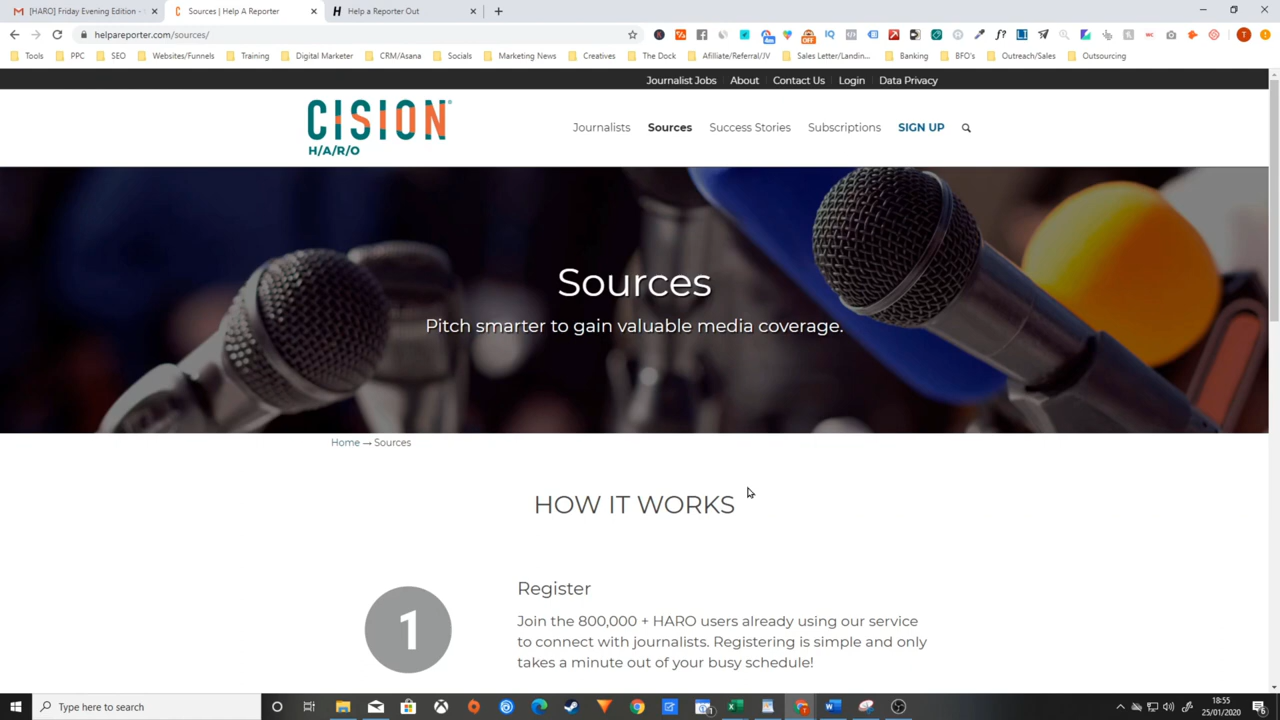 [HARO] Friday Evening Edition -
Sources | Help A Reporter
Help a Reporter Out
helpareporter.com/sources/
Tools
PPC
SEO
Websites/Funnels
Training
Digital Marketer
CRM/Asana
Socials
Marketing News
Creatives
The Dock
Afilliate/Referral/JV
Sales Letter/Landin...
Banking
BFO's
Outreach/Sales
Outsourcing
Journalist Jobs
About
Contact Us
Login
Data Privacy
CISION
H/A/R/O
Journalists
Sources
Success Stories
Subscriptions
SIGN UP
Sources
Pitch smarter to gain valuable media coverage.
Home → Sources
HOW IT WORKS
1
Register
Join the 800,000 + HARO users already using our service
to connect with journalists. Registering is simple and only
takes a minute out of your busy schedule!
Type here to search
18:55
25/01/2020